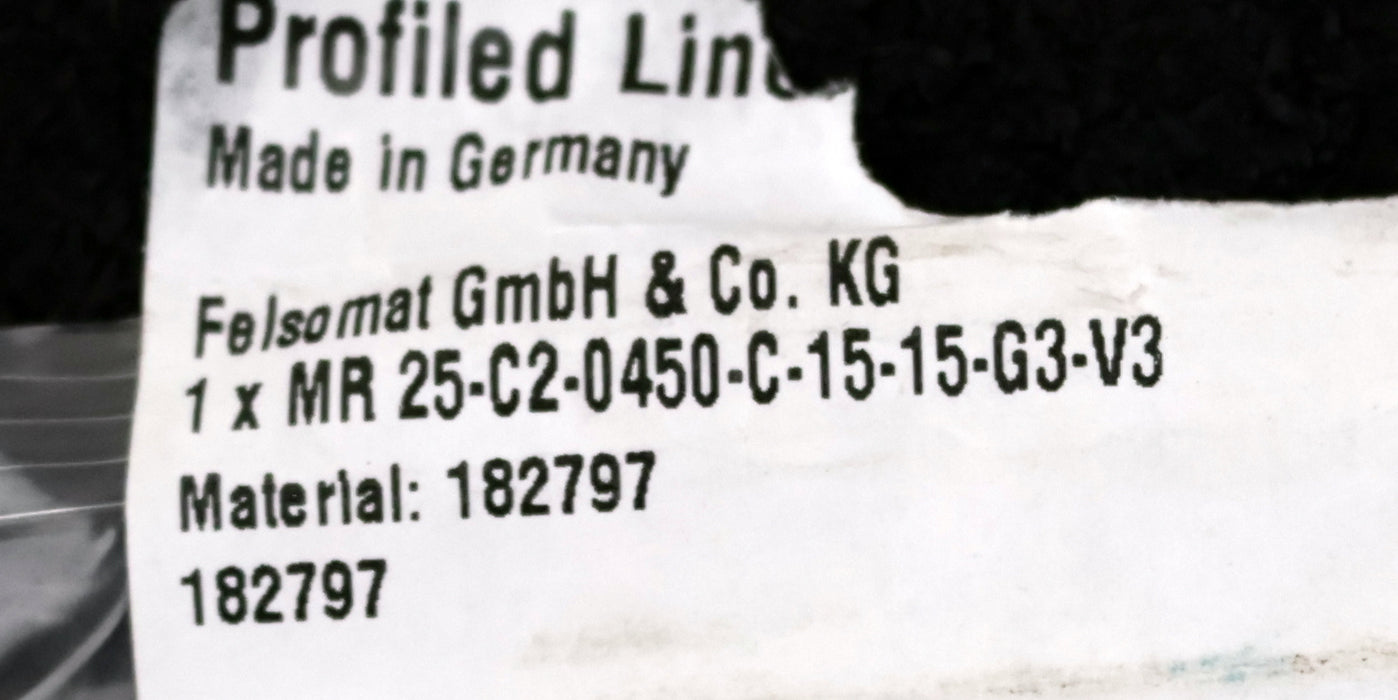 Profiled
Made in Germany
Felsomat GmbH & Co. KG
1 x MR 25-C2-0450-C-15-15-G3-V3
Material: 182797
182797